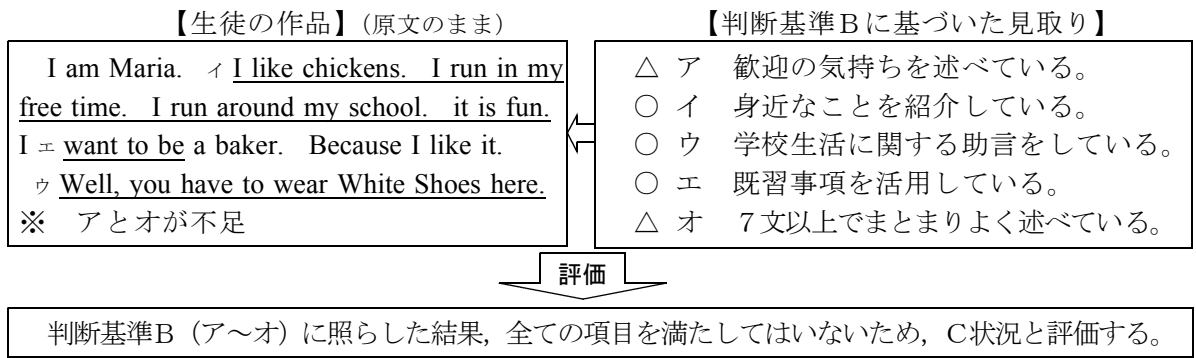 【生徒の作品】(原文のまま)
I am Maria. ィ I like chickens. I run in my
free time. I run around my school. it is fun.
I ェ want to be a baker. Because I like it.
ゥ Well, you have to wear White Shoes here.
※ アとオが不足
【判断基準Bに基づいた見取り】
△ ア 歓迎の気持ちを述べている。
○ イ 身近なことを紹介している。
○ ウ 学校生活に関する助言をしている。
○ エ 既習事項を活用している。
△ オ 7文以上でまとまりよく述べている。
評価
判断基準B(ア~オ)に照らした結果,全ての項目を満たしてはいないため,C状況と評価する。